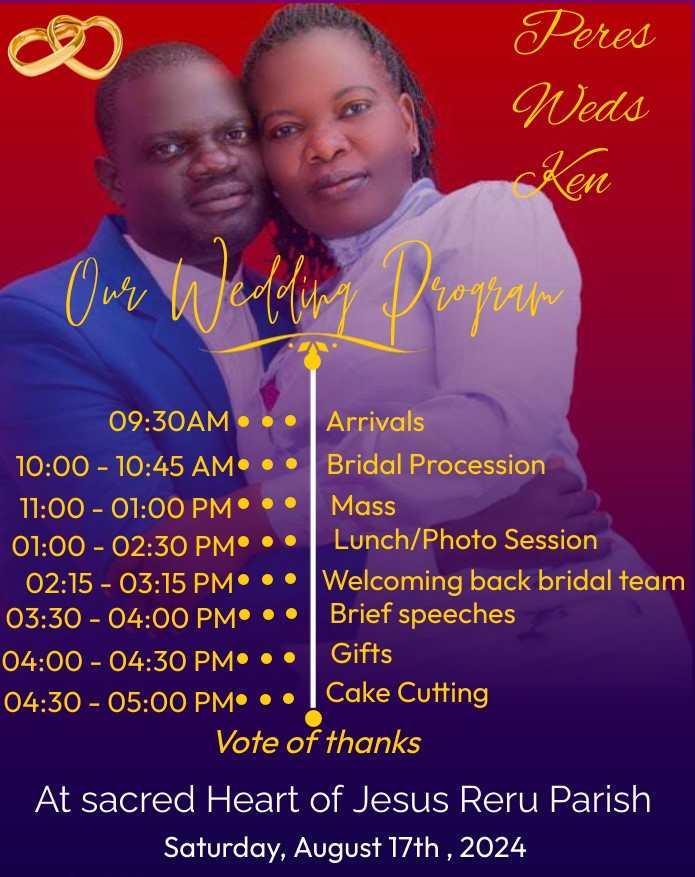 Peres
Weds
Ken
Our Wedding Program
09:30AM • • • Arrivals
10:00 - 10:45 AM • • • Bridal Procession
11:00 - 01:00 PM • • • Mass
01:00 - 02:30 PM • • • Lunch/Photo Session
02:15 - 03:15 PM • • • Welcoming back bridal team
03:30 - 04:00 PM • • • Brief speeches
04:00 - 04:30 PM • • • Gifts
04:30 - 05:00 PM • • • Cake Cutting
Vote of thanks
At sacred Heart of Jesus Reru Parish
Saturday, August 17th , 2024